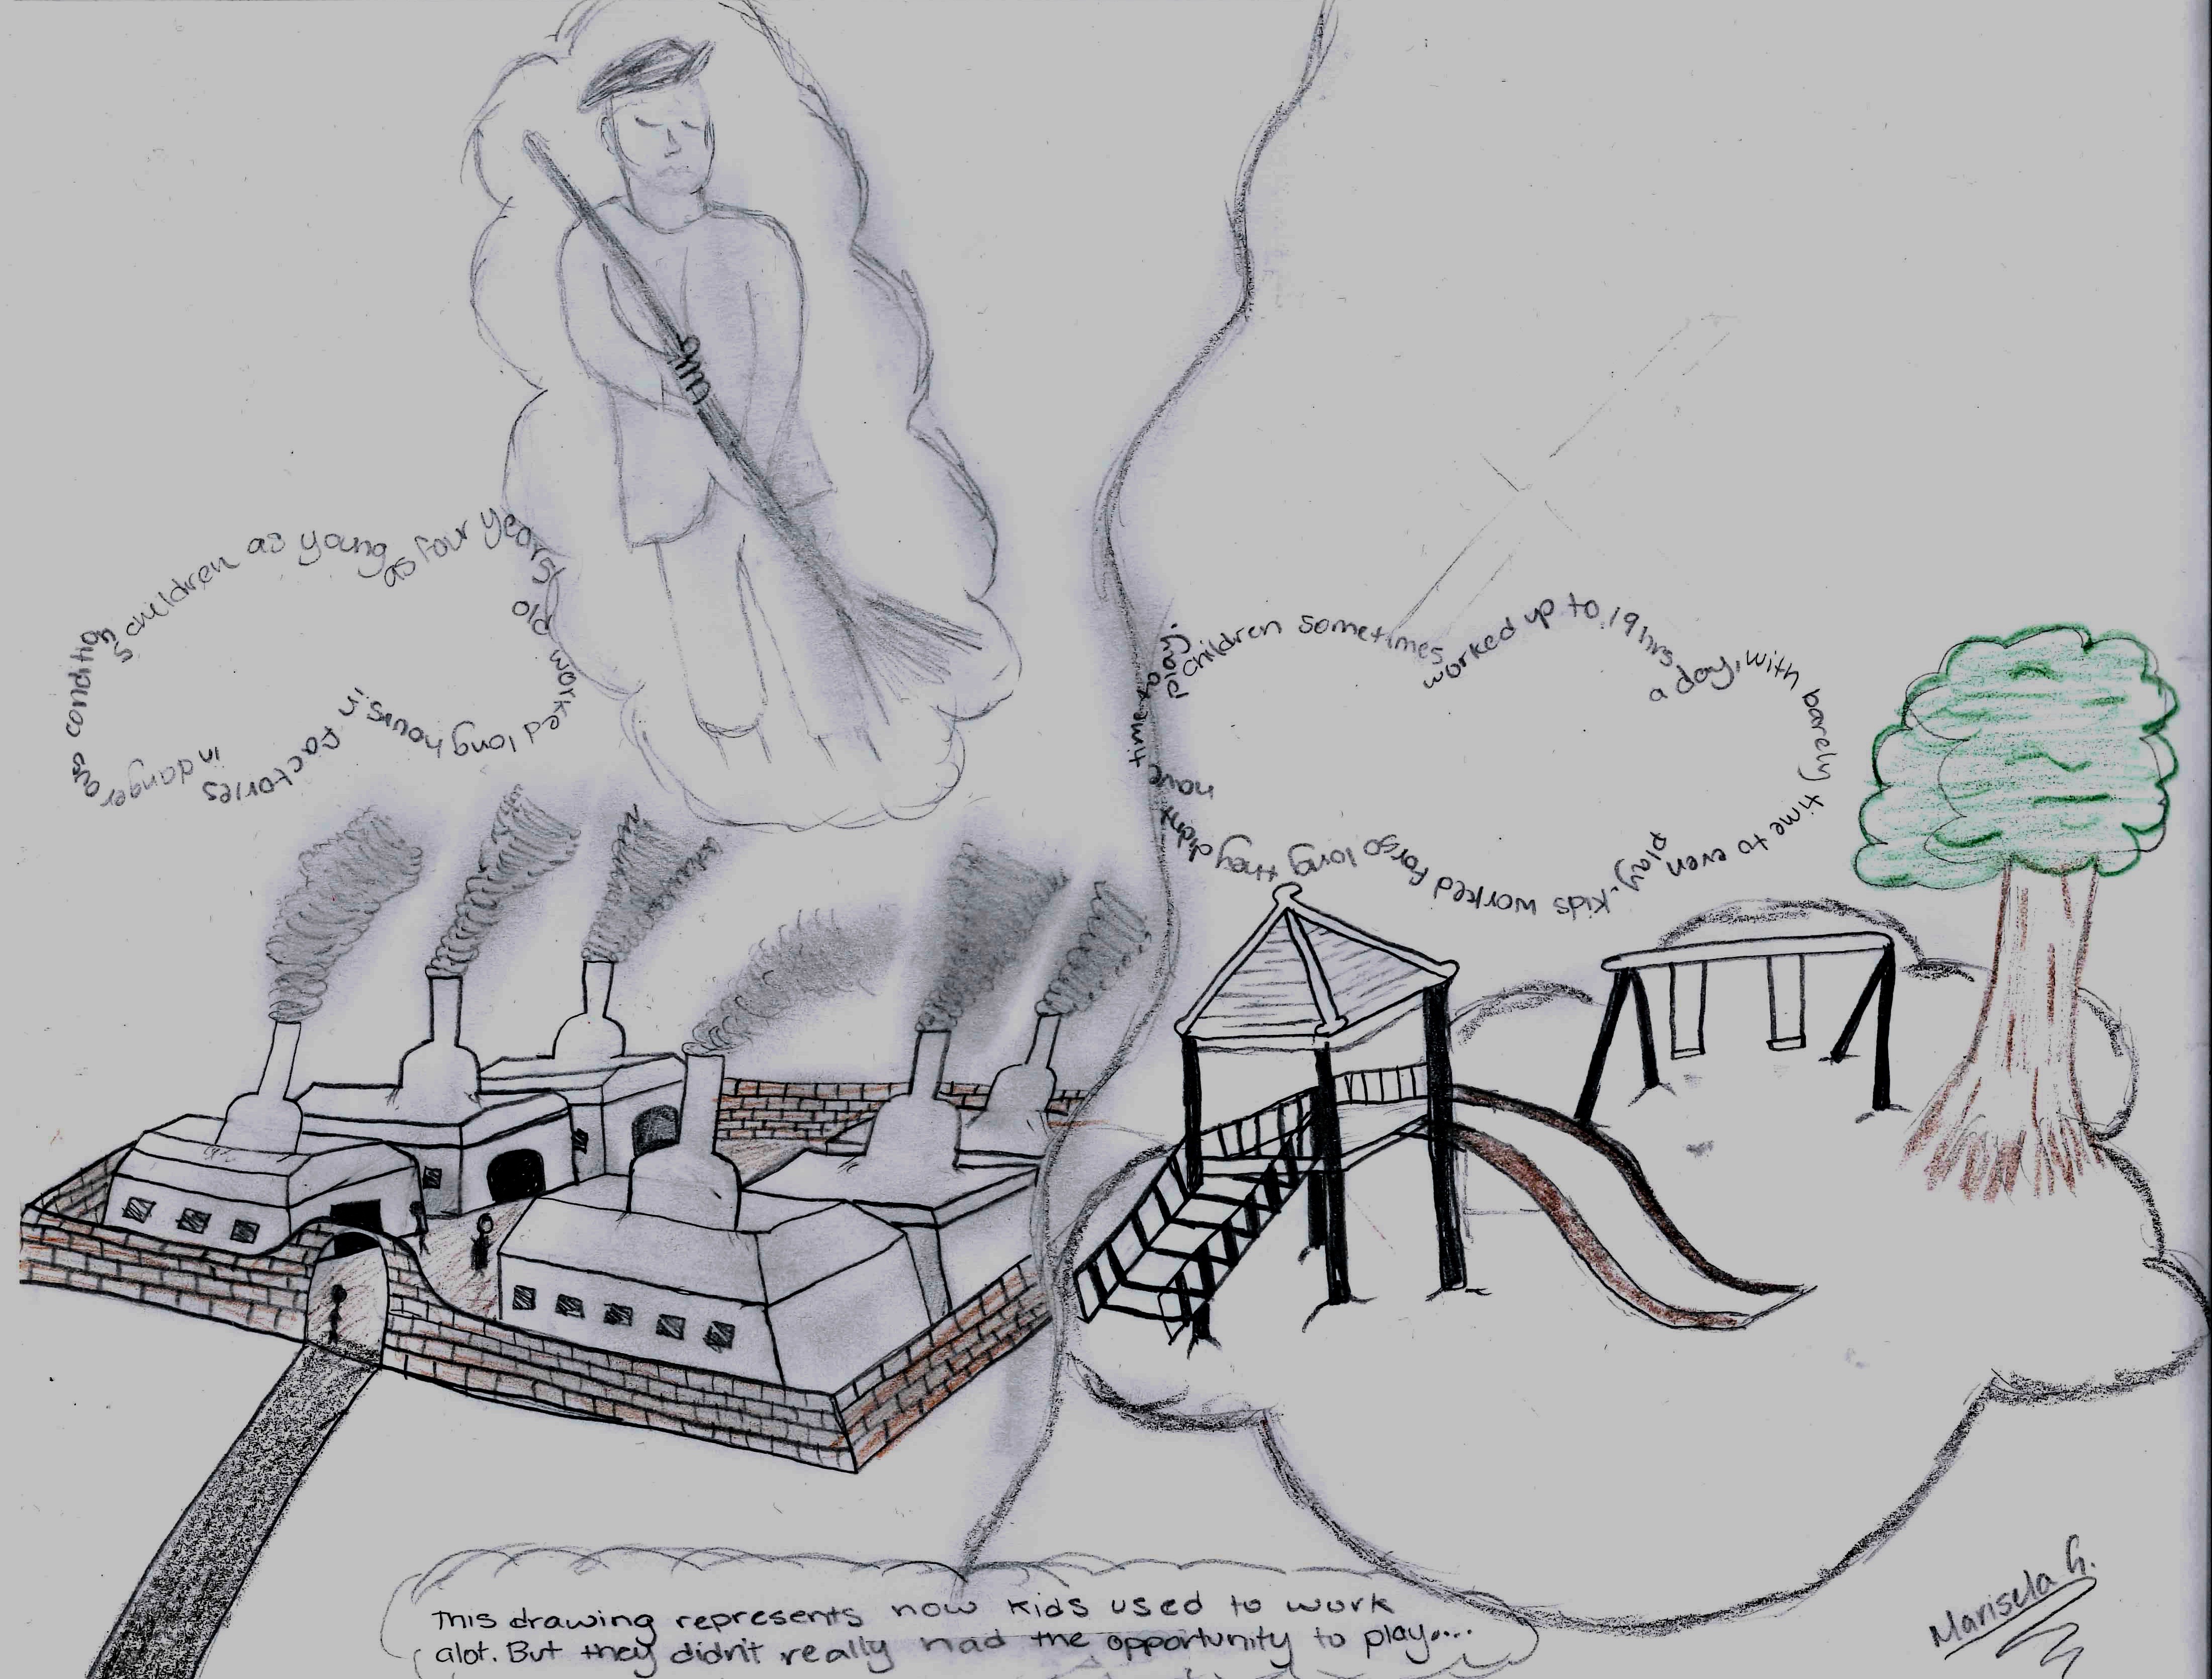 children as young as four years old worked long hours in factories in dangerous conditions
children sometimes worked up to 19 hrs a day, with barely time to even play. Kids worked for so long they didnt have time to play.
This drawing represents how kids used to work
alot. But they didn't really had the opportunity to play....
Marisela G.